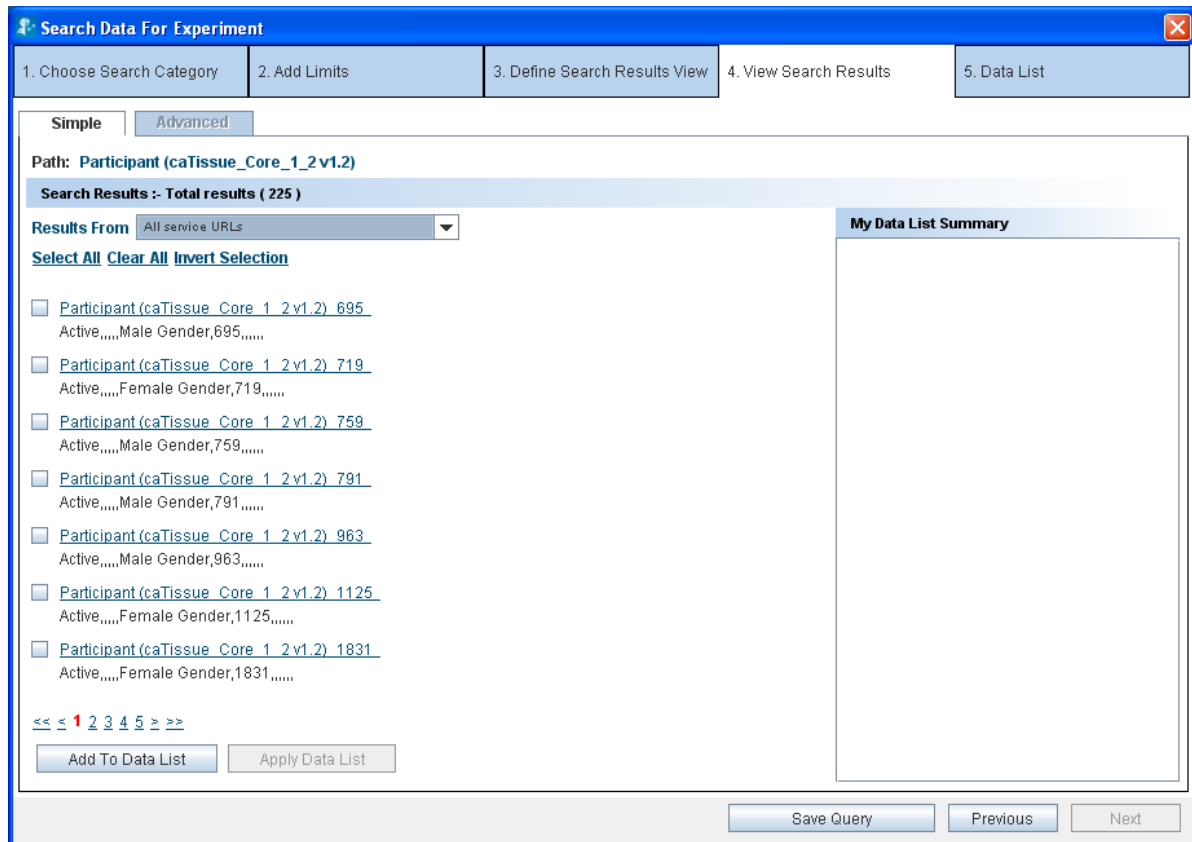 Search Data For Experiment
1. Choose Search Category
2. Add Limits
3. Define Search Results View
4. View Search Results
5. Data List
Simple
Advanced
Path: Participant (caTissue_Core_1_2 v1.2)
Search Results :- Total results ( 225 )
Results From All service URLs
My Data List Summary
Select All Clear All Invert Selection
Participant (caTissue_Core_1_2 v1.2)_695_
Active,,,,,Male Gender,695,,,,,,
Participant (caTissue_Core_1_2 v1.2)_719_
Active,,,,,Female Gender,719,,,,,,
Participant (caTissue_Core_1_2 v1.2)_759_
Active,,,,,Male Gender,759,,,,,,
Participant (caTissue_Core_1_2 v1.2)_791_
Active,,,,,Male Gender,791,,,,,,
Participant (caTissue_Core_1_2 v1.2)_963_
Active,,,,,Male Gender,963,,,,,,
Participant (caTissue_Core_1_2 v1.2)_1125_
Active,,,,,Female Gender,1125,,,,,,
Participant (caTissue_Core_1_2 v1.2)_1831_
Active,,,,,Female Gender,1831,,,,,,
<< < 1 2 3 4 5 > >>
Add To Data List
Apply Data List
Save Query
Previous
Next